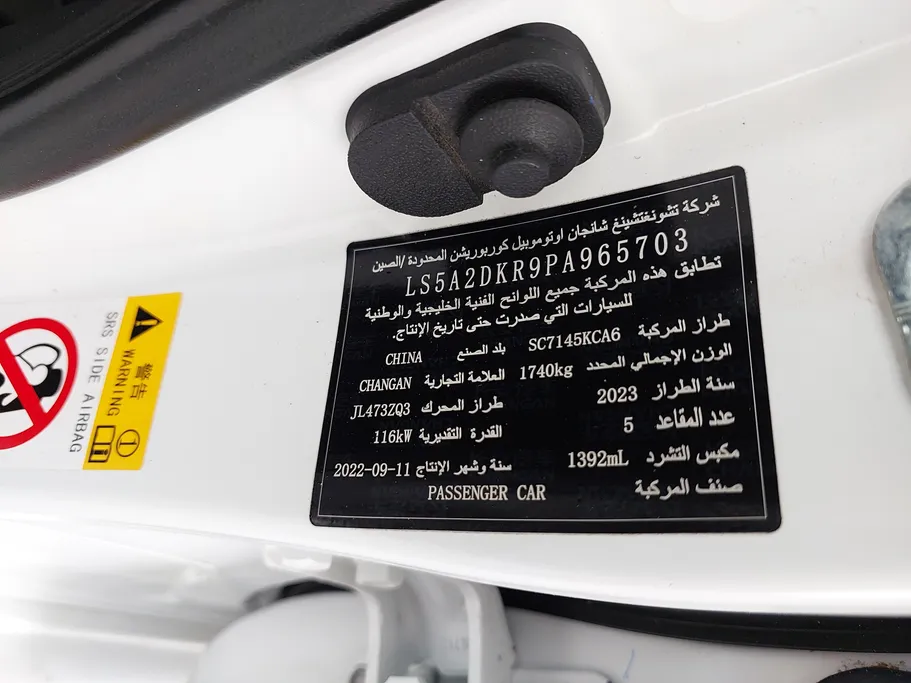 شركة تشونغتشينغ شانجان اوتوموبيل كوربوريشن المحدودة /الصين
LS5A2DKR9PA965703
تطابق هذه المركبة جميع اللوائح الفنية الخليجية والوطنية
للسيارات التي صدرت حتى تاريخ الإنتاج.
طراز المركبة SC7145KCA6 بلد الصنع CHINA
الوزن الإجمالي المحدد 1740kg العلامة التجارية CHANGAN
سنة الطراز 2023 طراز المحرك JL473ZQ3
عدد المقاعد 5 القدرة التقديرية 116kW
مكبس التشرد 1392mL سنة وشهر الإنتاج 2022-09-11
صنف المركبة PASSENGER CAR
警告
WARNING
SRS SIDE AIRBAG